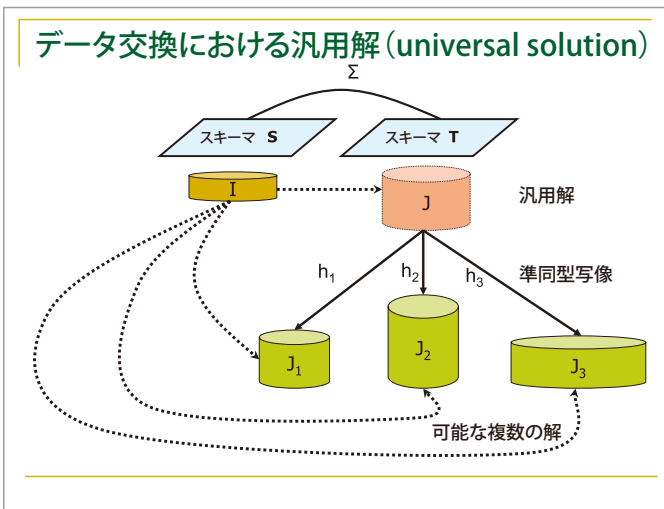 データ交換における汎用解(universal solution)
Σ
スキーマ S スキーマ T
I
J
汎用解
h₁ h₂ h₃ 準同型写像
J₁
J₂
J₃
可能な複数の解